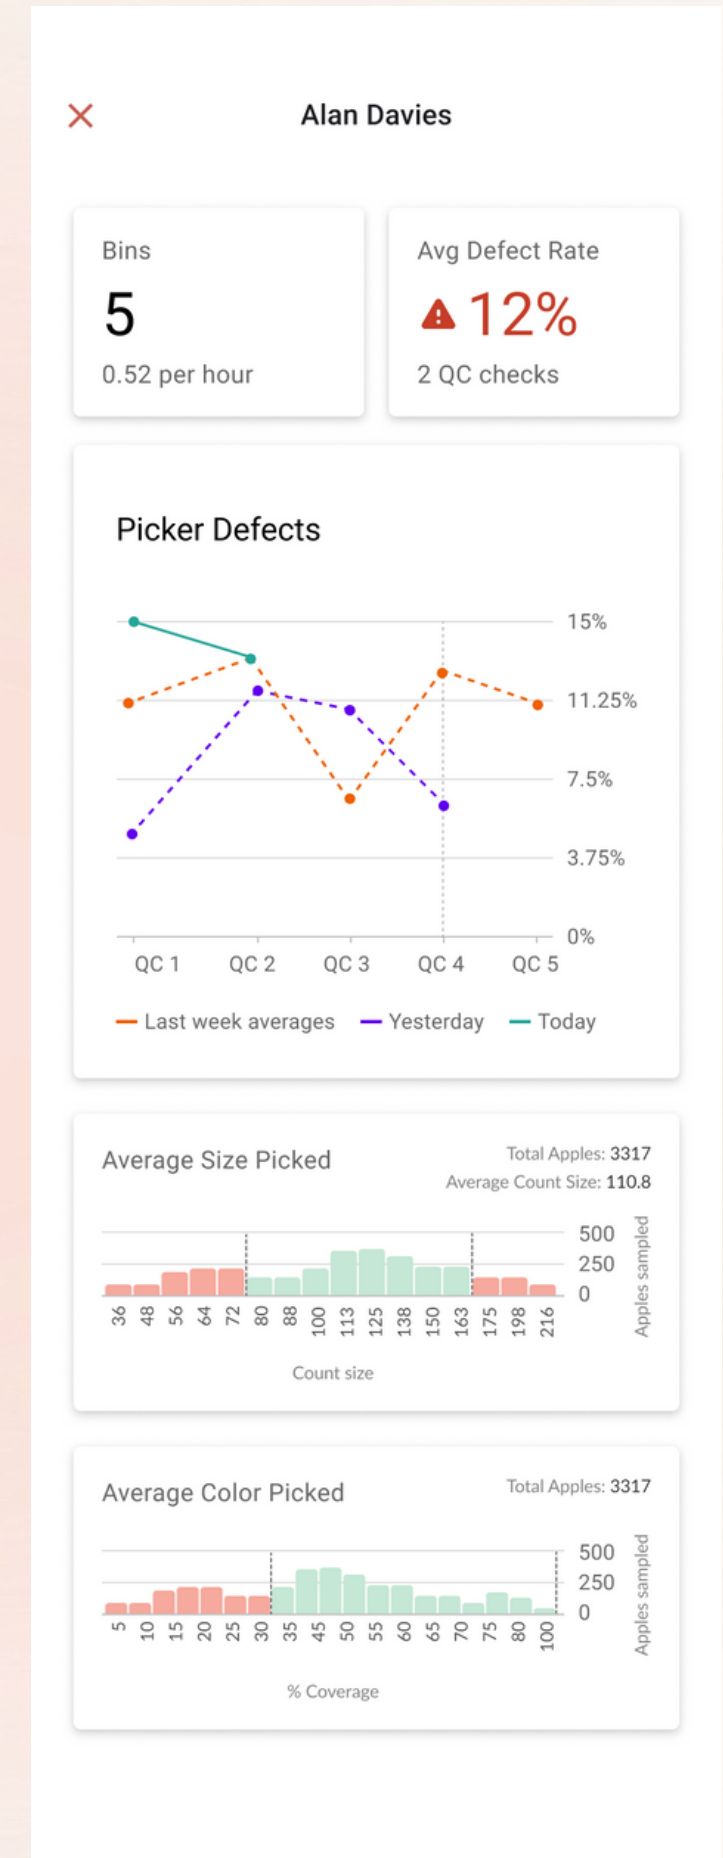 Alan Davies
Bins
5
0.52 per hour
Avg Defect Rate
12%
2 QC checks
Picker Defects
15%
11.25%
7.5%
3.75%
0%
QC 1 QC 2 QC 3 QC 4 QC 5
Last week averages Yesterday Today
Average Size Picked
Total Apples: 3317
Average Count Size: 110.8
500
250
0
Apples sampled
36 48 56 64 72 80 88 100 113 125 138 150 163 175 198 216
Count size
Average Color Picked
Total Apples: 3317
500
250
0
Apples sampled
5 10 15 20 25 30 35 45 50 55 60 65 70 75 80 100
% Coverage